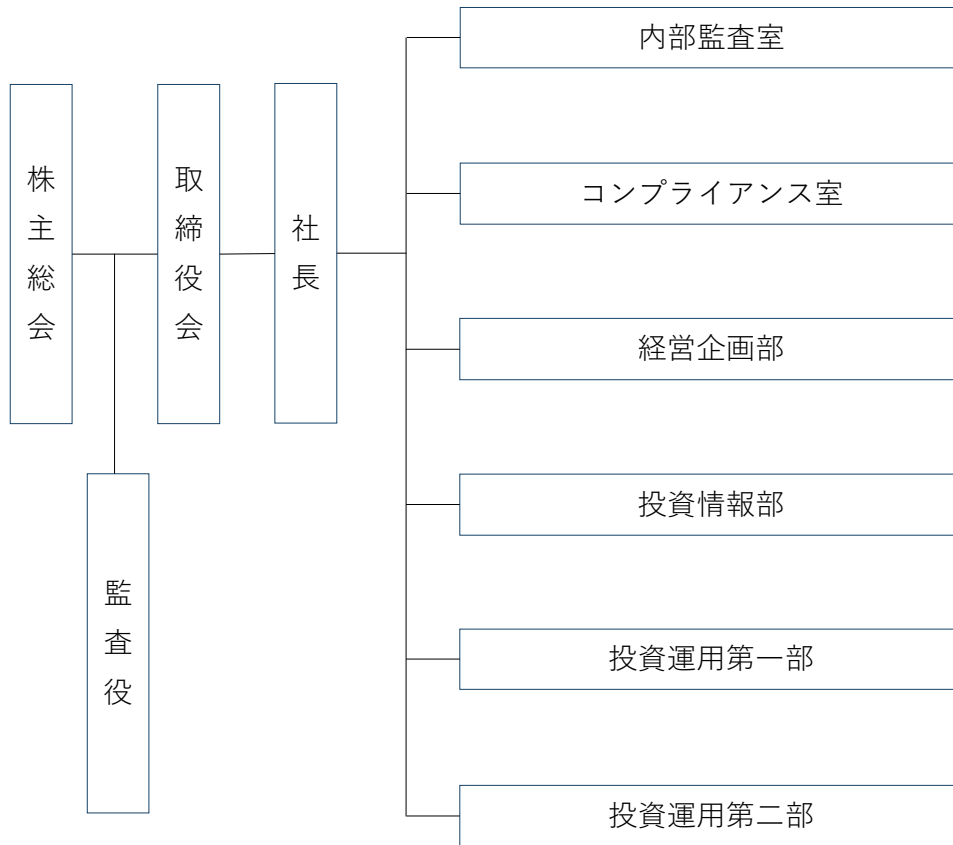 株主総会
取締役会
社長
監査役
内部監査室
コンプライアンス室
経営企画部
投資情報部
投資運用第一部
投資運用第二部